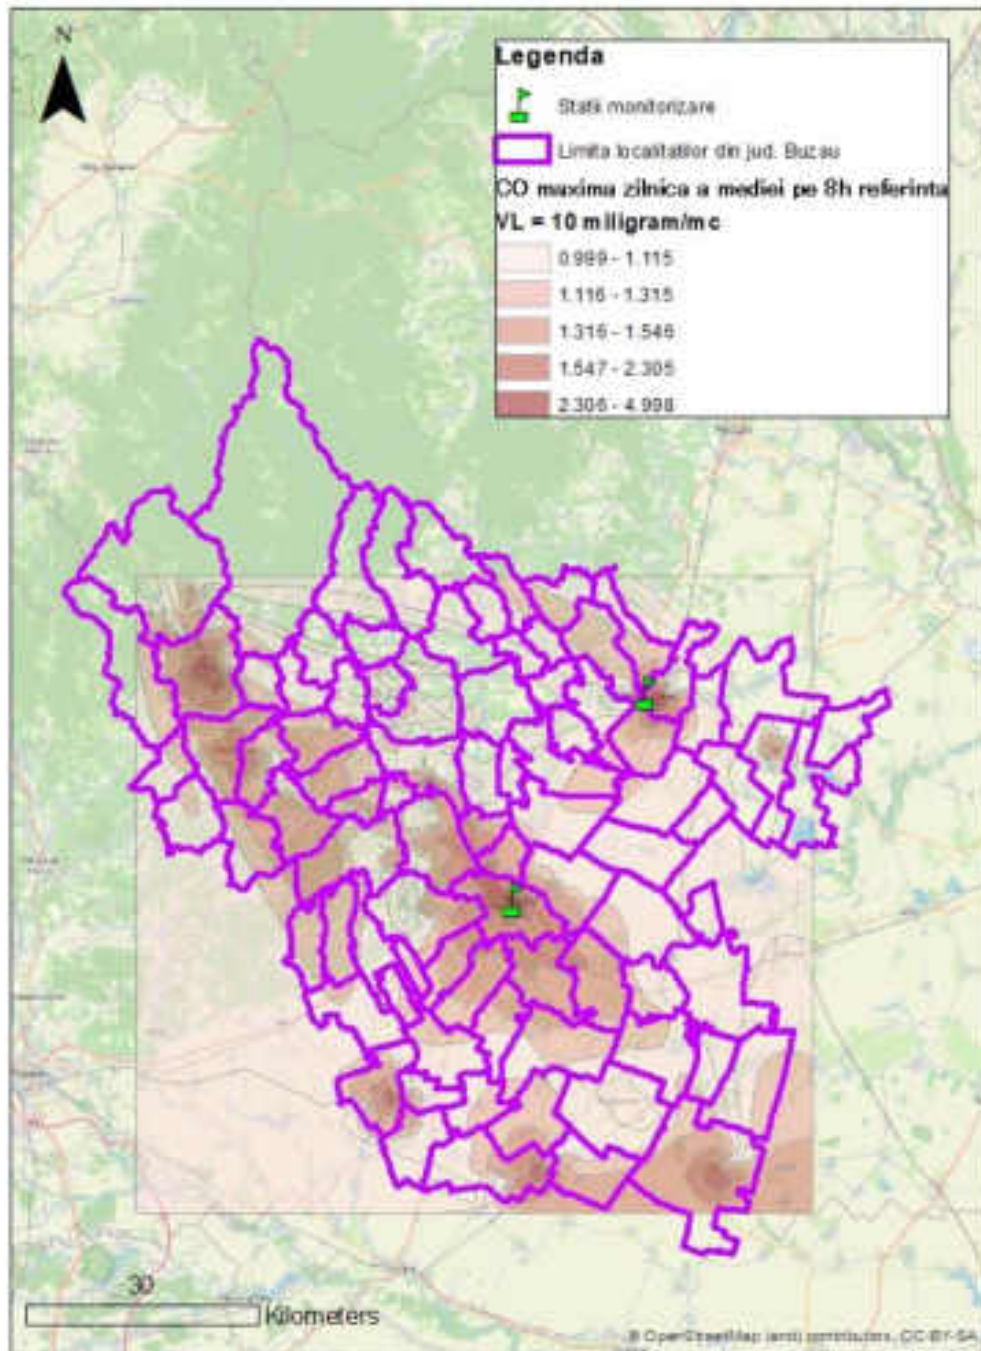 N
Legenda
Statii monitorizare
Limita localitatilor din jud. Buzau
CO maxima zilnica a mediei pe 8h referinta
VL = 10 miligram/mc
0.989 - 1.115
1.116 - 1.315
1.316 - 1.546
1.547 - 2.305
2.306 - 4.998
30
Kilometers
© OpenStreetMap (and) contributors, CC-BY-SA